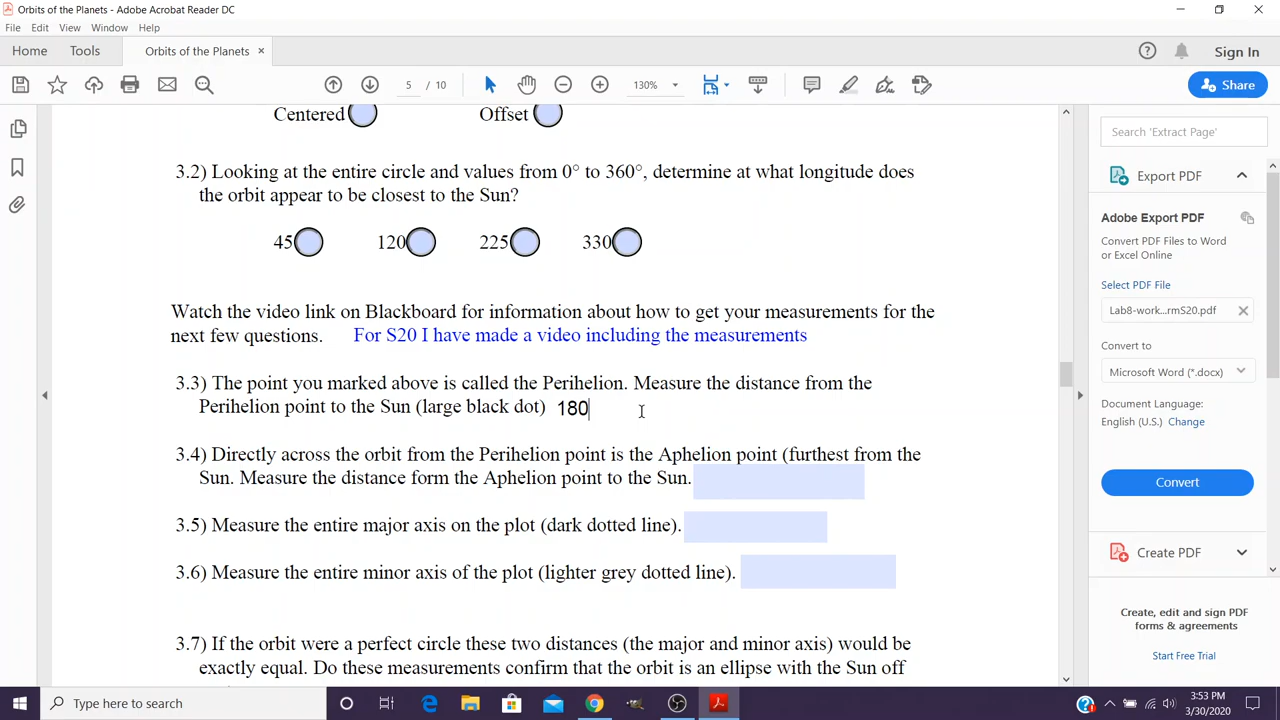 Orbits of the Planets - Adobe Acrobat Reader DC
File Edit View Window Help
Home Tools Orbits of the Planets × Sign In
5 / 10 130% Share
Centered Offset
3.2) Looking at the entire circle and values from 0° to 360°, determine at what longitude does
the orbit appear to be closest to the Sun?
45 120 225 330
Watch the video link on Blackboard for information about how to get your measurements for the
next few questions. For S20 I have made a video including the measurements
3.3) The point you marked above is called the Perihelion. Measure the distance from the
Perihelion point to the Sun (large black dot) 180
3.4) Directly across the orbit from the Perihelion point is the Aphelion point (furthest from the
Sun. Measure the distance form the Aphelion point to the Sun.
3.5) Measure the entire major axis on the plot (dark dotted line).
3.6) Measure the entire minor axis of the plot (lighter grey dotted line).
3.7) If the orbit were a perfect circle these two distances (the major and minor axis) would be
exactly equal. Do these measurements confirm that the orbit is an ellipse with the Sun off
Search 'Extract Page'
Export PDF
Adobe Export PDF
Convert PDF Files to Word
or Excel Online
Select PDF File
Lab8-work...rmS20.pdf
Convert to
Microsoft Word (*.docx)
Document Language:
English (U.S.) Change
Convert
Create PDF
Create, edit and sign PDF
forms & agreements
Start Free Trial
Type here to search
3:53 PM
3/30/2020